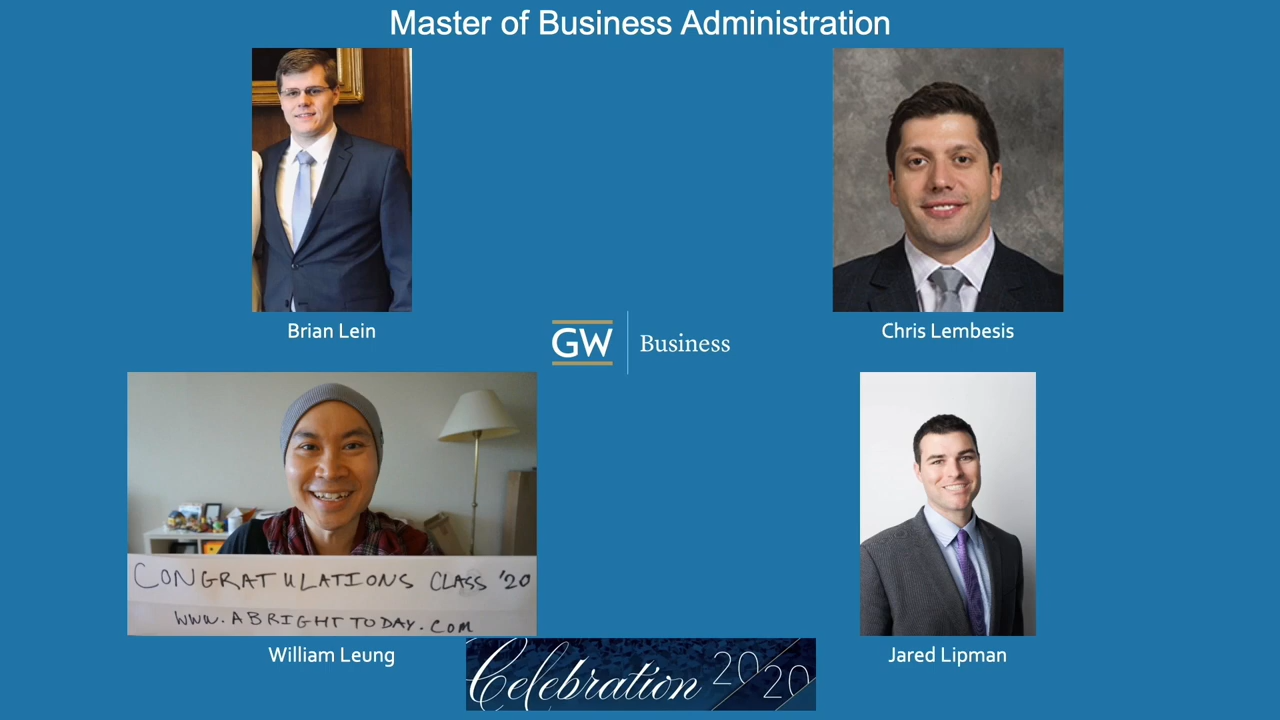 Master of Business Administration
Brian Lein
Chris Lembesis
GW Business
CONGRATULATIONS CLASS '20
WWW.ABRIGHTTODAY.COM
William Leung
Jared Lipman
Celebration 2020